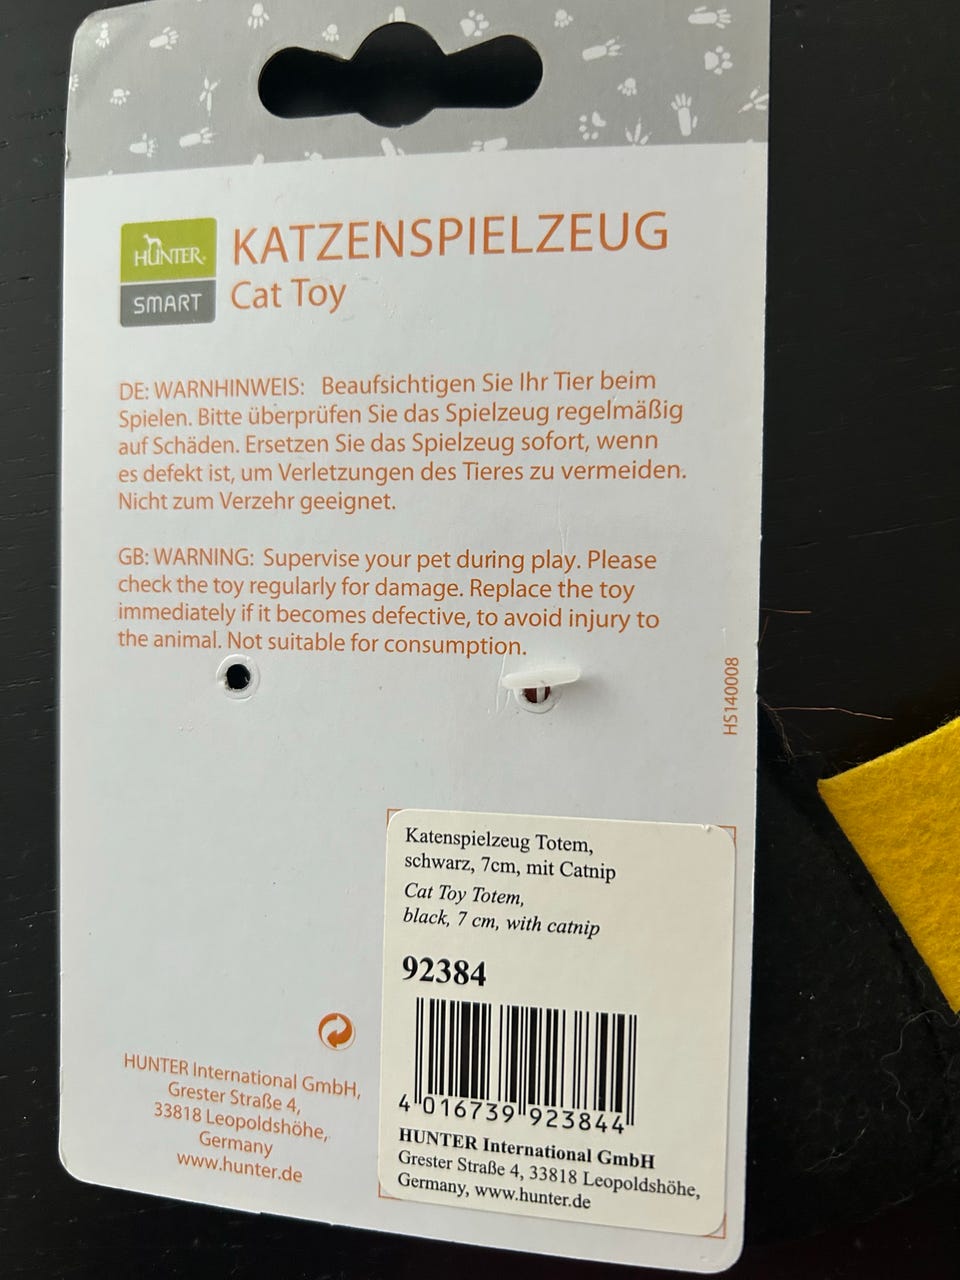 HUNTER
SMART
KATZENSPIELZEUG
Cat Toy
DE: WARNHINWEIS: Beaufsichtigen Sie Ihr Tier beim
Spielen. Bitte überprüfen Sie das Spielzeug regelmäßig
auf Schäden. Ersetzen Sie das Spielzeug sofort, wenn
es defekt ist, um Verletzungen des Tieres zu vermeiden.
Nicht zum Verzehr geeignet.
GB: WARNING: Supervise your pet during play. Please
check the toy regularly for damage. Replace the toy
immediately if it becomes defective, to avoid injury to
the animal. Not suitable for consumption.
HS140008
Katenspielzeug Totem,
schwarz, 7cm, mit Catnip
Cat Toy Totem,
black, 7 cm, with catnip
92384
4 016739 923844
HUNTER International GmbH
Grester Straße 4, 33818 Leopoldshöhe,
Germany, www.hunter.de
HUNTER International GmbH,
Grester Straße 4,
33818 Leopoldshöhe,
Germany
www.hunter.de